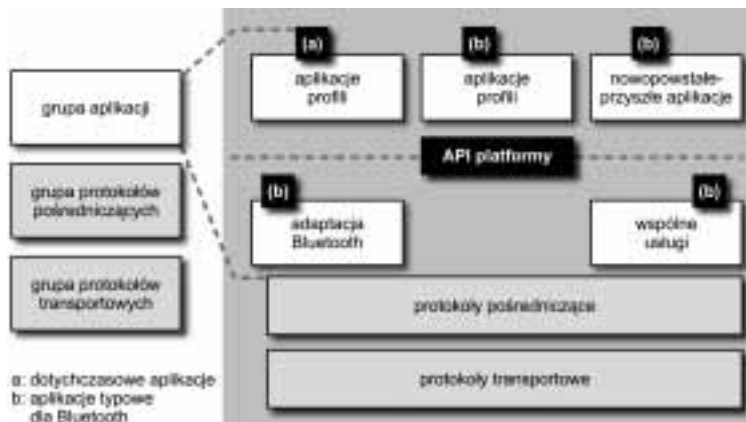 (a)
(b)
(b)
grupa aplikacji
aplikacje
profili
aplikacje
profili
nowopowstałe-
przyszłe aplikacje
API platformy
grupa protokołów
pośredniczących
(b)
(b)
adaptacja
Bluetooth
wspólne
usługi
grupa protokołów
transportowych
protokoły pośredniczące
protokoły transportowe
a: dotychczasowe aplikacje
b: aplikacje typowe
dla Bluetooth